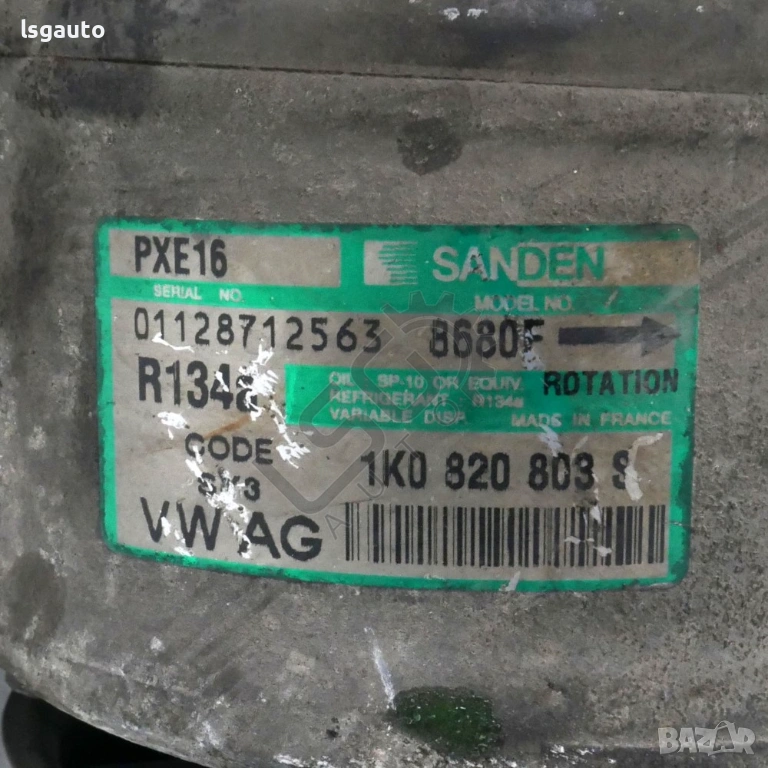 lsgauto
PXE16 SANDEN
SERIAL NO. MODEL NO.
01128712563 8680F
R134a OIL SP-10 OR EQUIV. ROTATION
REFRIGERANT R134a
VARIABLE DISP. MADE IN FRANCE
CODE
1K0 820 803 S
VW AG
BAZAR